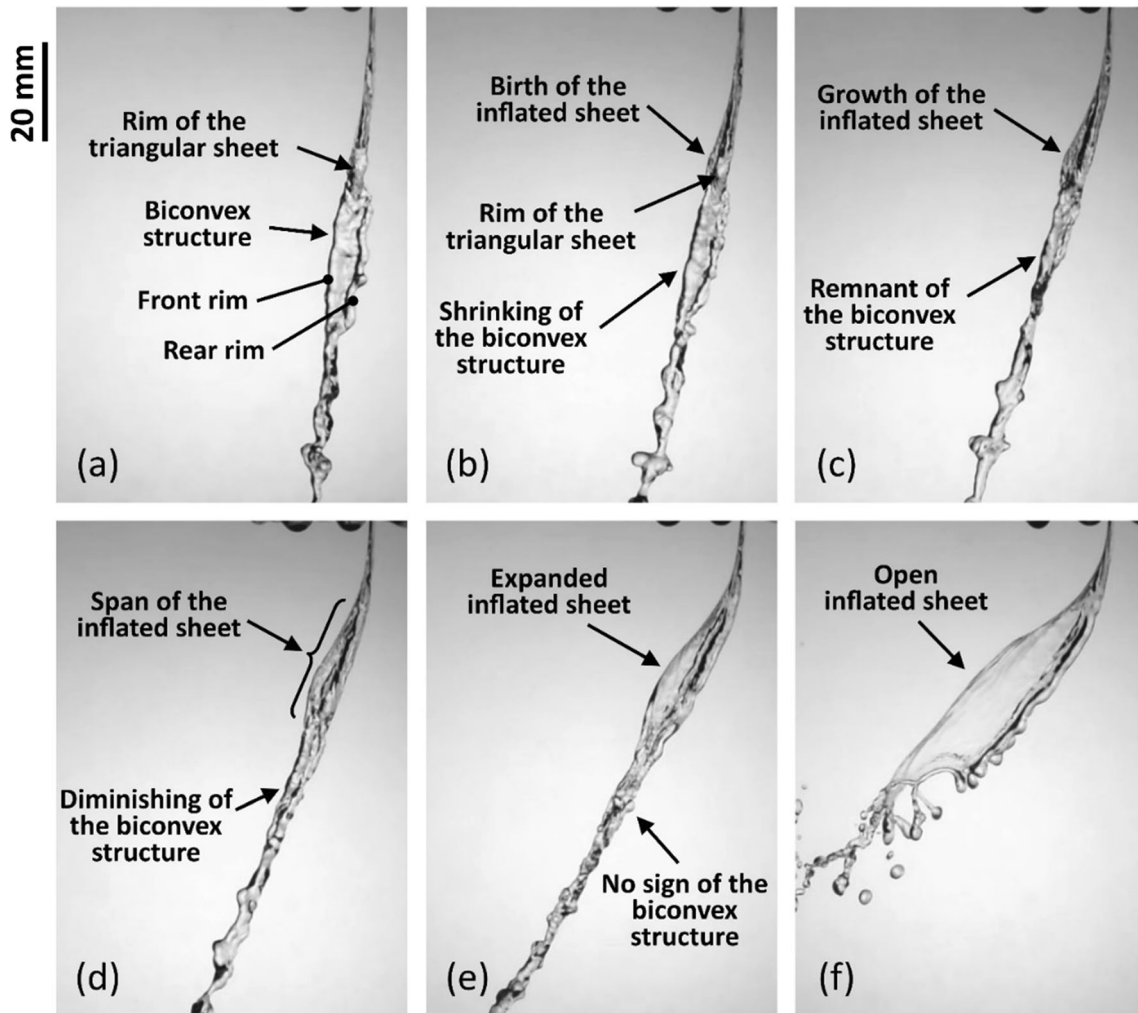 20 mm
Rim of the
triangular sheet
Biconvex
structure
Front rim
Rear rim
(a)
Birth of the
inflated sheet
Rim of the
triangular sheet
Shrinking of
the biconvex
structure
(b)
Growth of the
inflated sheet
Remnant of
the biconvex
structure
(c)
Span of the
inflated sheet
Diminishing of
the biconvex
structure
(d)
Expanded
inflated sheet
No sign of the
biconvex
structure
(e)
Open
inflated sheet
(f)